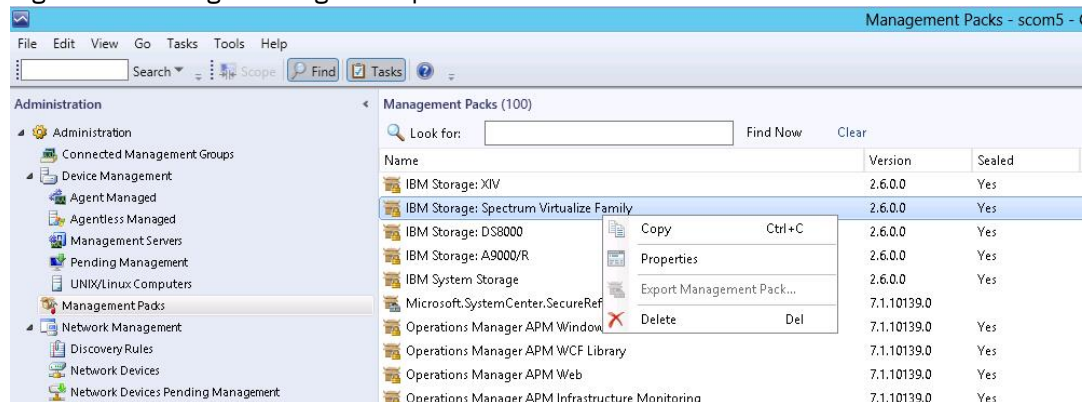 Management Packs - scom5 -
File Edit View Go Tasks Tools Help
Search Scope Find Tasks
Administration
Management Packs (100)
Look for: Find Now Clear
Administration
Connected Management Groups
Device Management
Agent Managed
Agentless Managed
Management Servers
Pending Management
UNIX/Linux Computers
Management Packs
Network Management
Discovery Rules
Network Devices
Network Devices Pending Management
Name Version Sealed
IBM Storage: XIV 2.6.0.0 Yes
IBM Storage: Spectrum Virtualize Family 2.6.0.0 Yes
IBM Storage: DS8000 2.6.0.0 Yes
IBM Storage: A9000/R 2.6.0.0 Yes
IBM System Storage 2.6.0.0 Yes
Microsoft.SystemCenter.SecureRef 7.1.10139.0
Operations Manager APM Window 7.1.10139.0 Yes
Operations Manager APM WCF Library 7.1.10139.0 Yes
Operations Manager APM Web 7.1.10139.0 Yes
Operations Manager APM Infrastructure Monitoring 7.1.10139.0 Yes
Copy Ctrl+C
Properties
Export Management Pack...
Delete Del